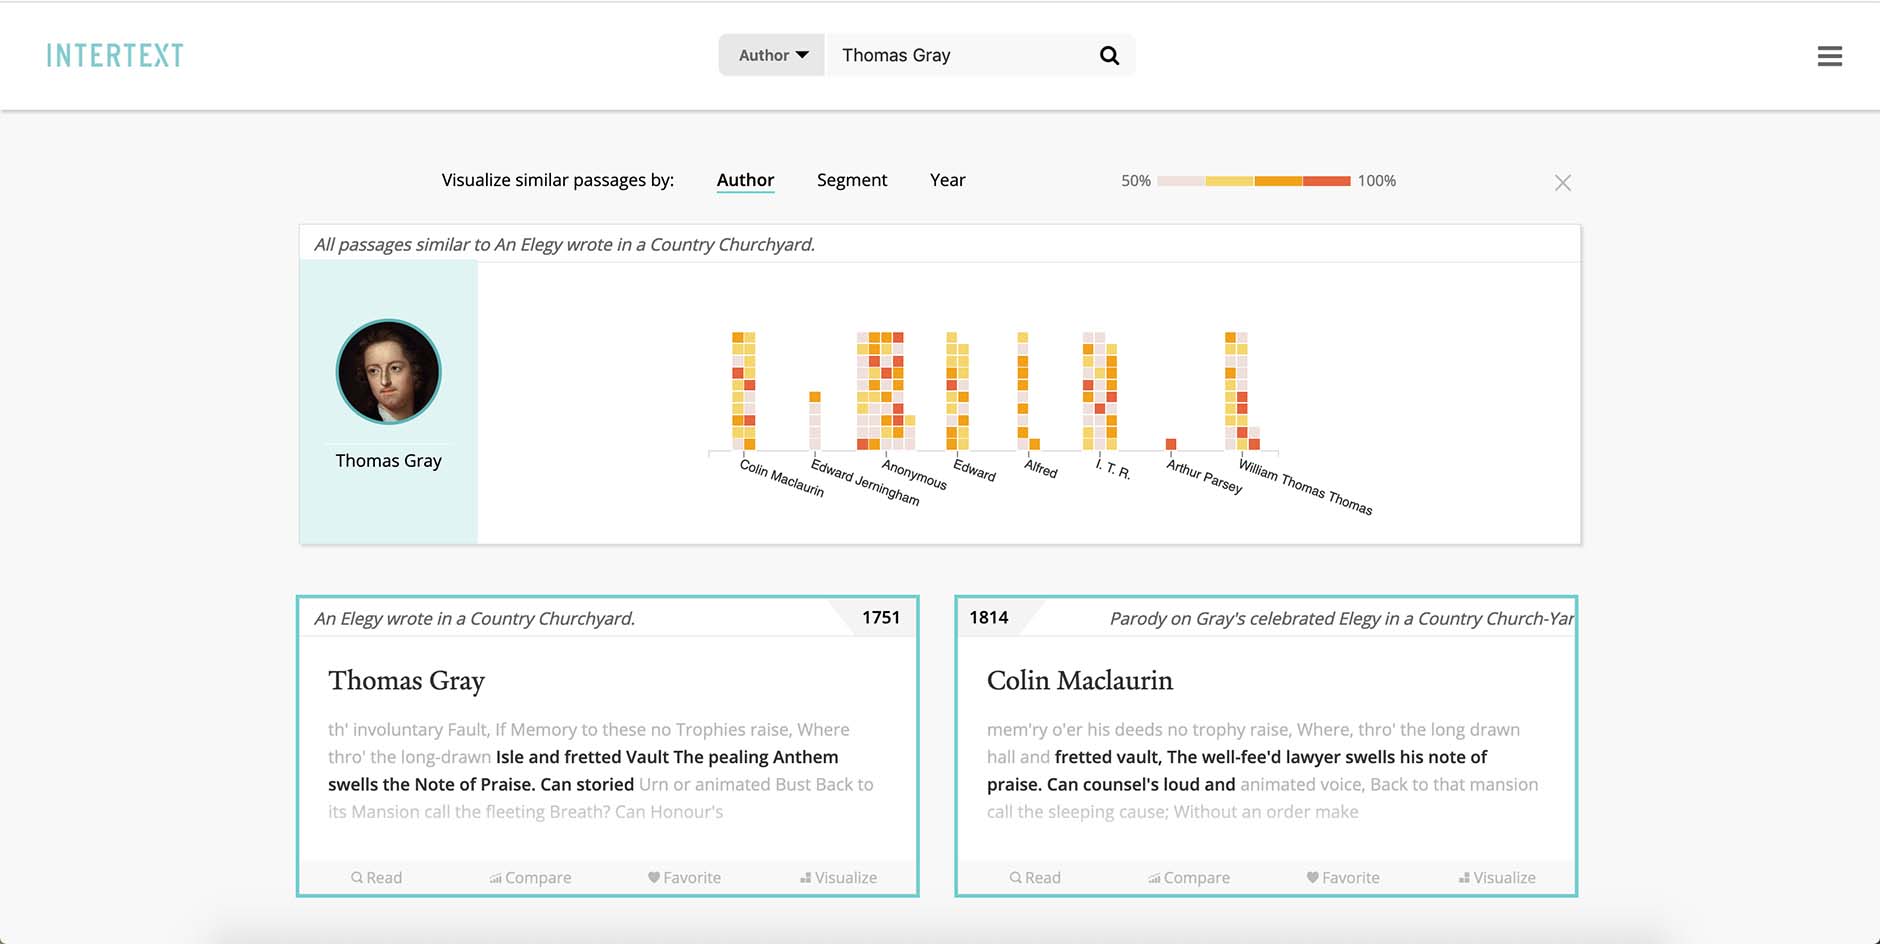 INTERTEXT
Author
Thomas Gray
Visualize similar passages by:
Author
Segment
Year
50%
100%
All passages similar to An Elegy wrote in a Country Churchyard.
Thomas Gray
Colin Maclaurin
Edward Jerningham
Anonymous
Edward
Alfred
I. T. R.
Arthur Parsey
William Thomas Thomas
An Elegy wrote in a Country Churchyard.
1751
Thomas Gray
th' involuntary Fault, If Memory to these no Trophies raise, Where
thro' the long-drawn Isle and fretted Vault The pealing Anthem
swells the Note of Praise. Can storied Urn or animated Bust Back to
its Mansion call the fleeting Breath? Can Honour's
Read
Compare
Favorite
Visualize
1814
Parody on Gray's celebrated Elegy in a Country Church-Yar
Colin Maclaurin
mem'ry o'er his deeds no trophy raise, Where, thro' the long drawn
hall and fretted vault, The well-fee'd lawyer swells his note of
praise. Can counsel's loud and animated voice, Back to that mansion
call the sleeping cause; Without an order make
Read
Compare
Favorite
Visualize